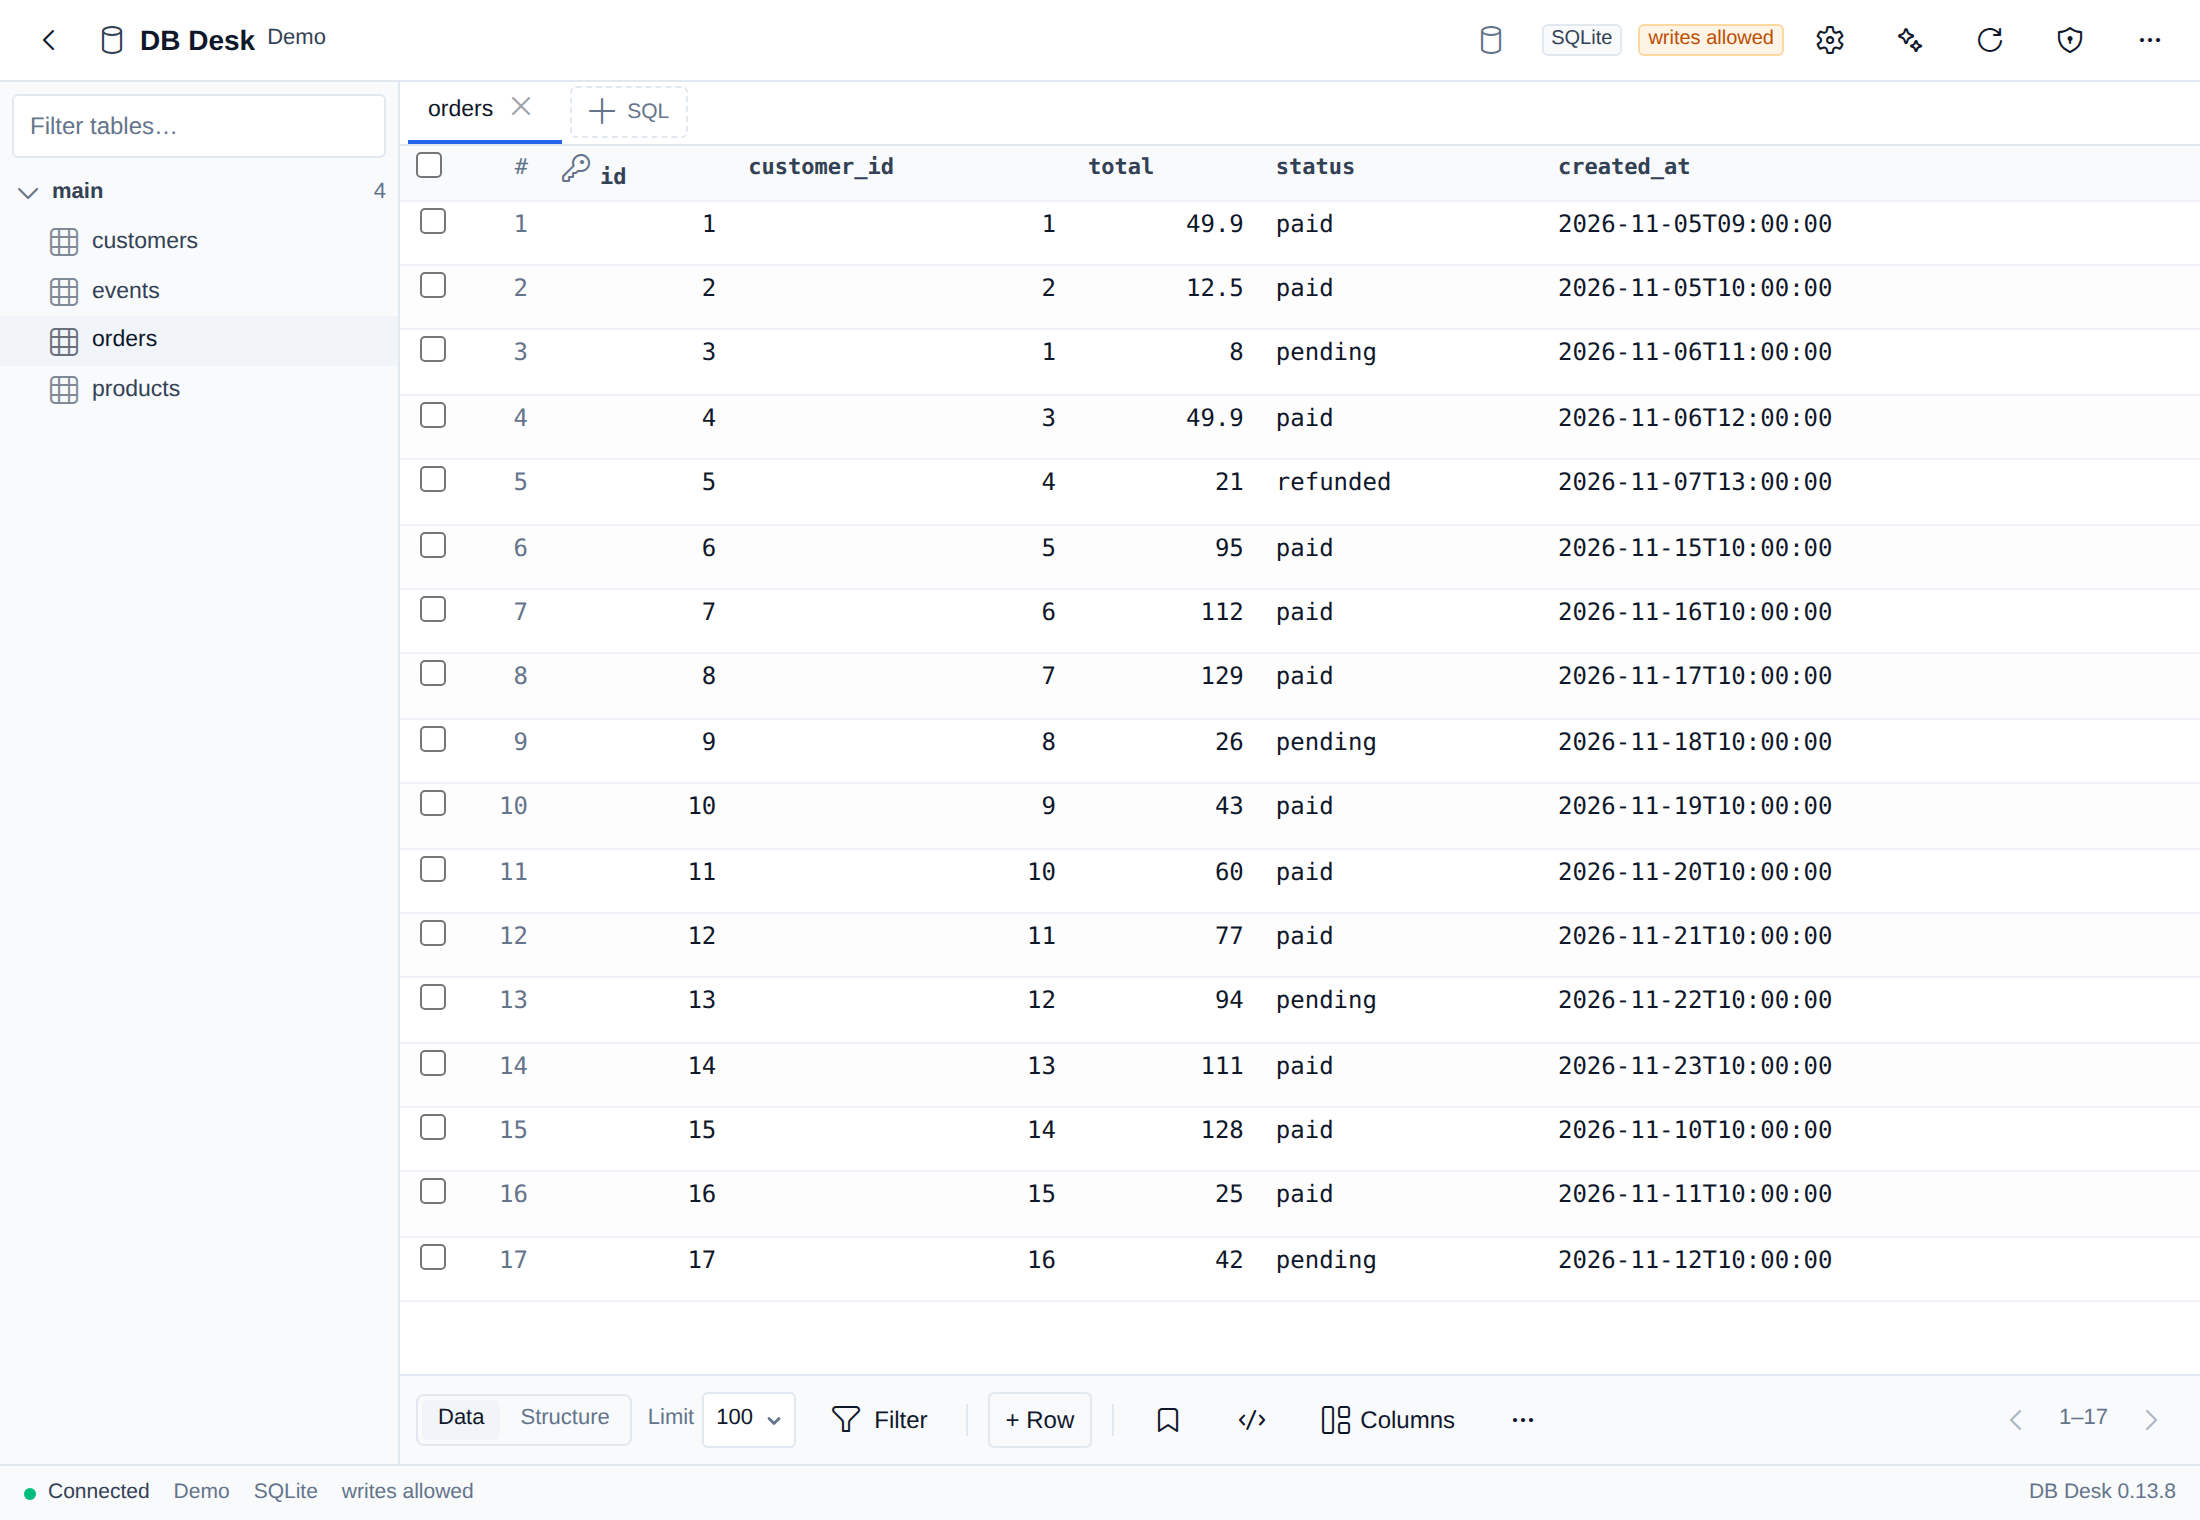 DB Desk Demo SQLite writes allowed
Filter tables…
main 4
customers
events
orders
products
orders SQL
# id customer_id total status created_at
1 1 1 49.9 paid 2026-11-05T09:00:00
2 2 2 12.5 paid 2026-11-05T10:00:00
3 3 1 8 pending 2026-11-06T11:00:00
4 4 3 49.9 paid 2026-11-06T12:00:00
5 5 4 21 refunded 2026-11-07T13:00:00
6 6 5 95 paid 2026-11-15T10:00:00
7 7 6 112 paid 2026-11-16T10:00:00
8 8 7 129 paid 2026-11-17T10:00:00
9 9 8 26 pending 2026-11-18T10:00:00
10 10 9 43 paid 2026-11-19T10:00:00
11 11 10 60 paid 2026-11-20T10:00:00
12 12 11 77 paid 2026-11-21T10:00:00
13 13 12 94 pending 2026-11-22T10:00:00
14 14 13 111 paid 2026-11-23T10:00:00
15 15 14 128 paid 2026-11-10T10:00:00
16 16 15 25 paid 2026-11-11T10:00:00
17 17 16 42 pending 2026-11-12T10:00:00
Data Structure Limit 100 Filter + Row Columns 1–17
Connected Demo SQLite writes allowed DB Desk 0.13.8